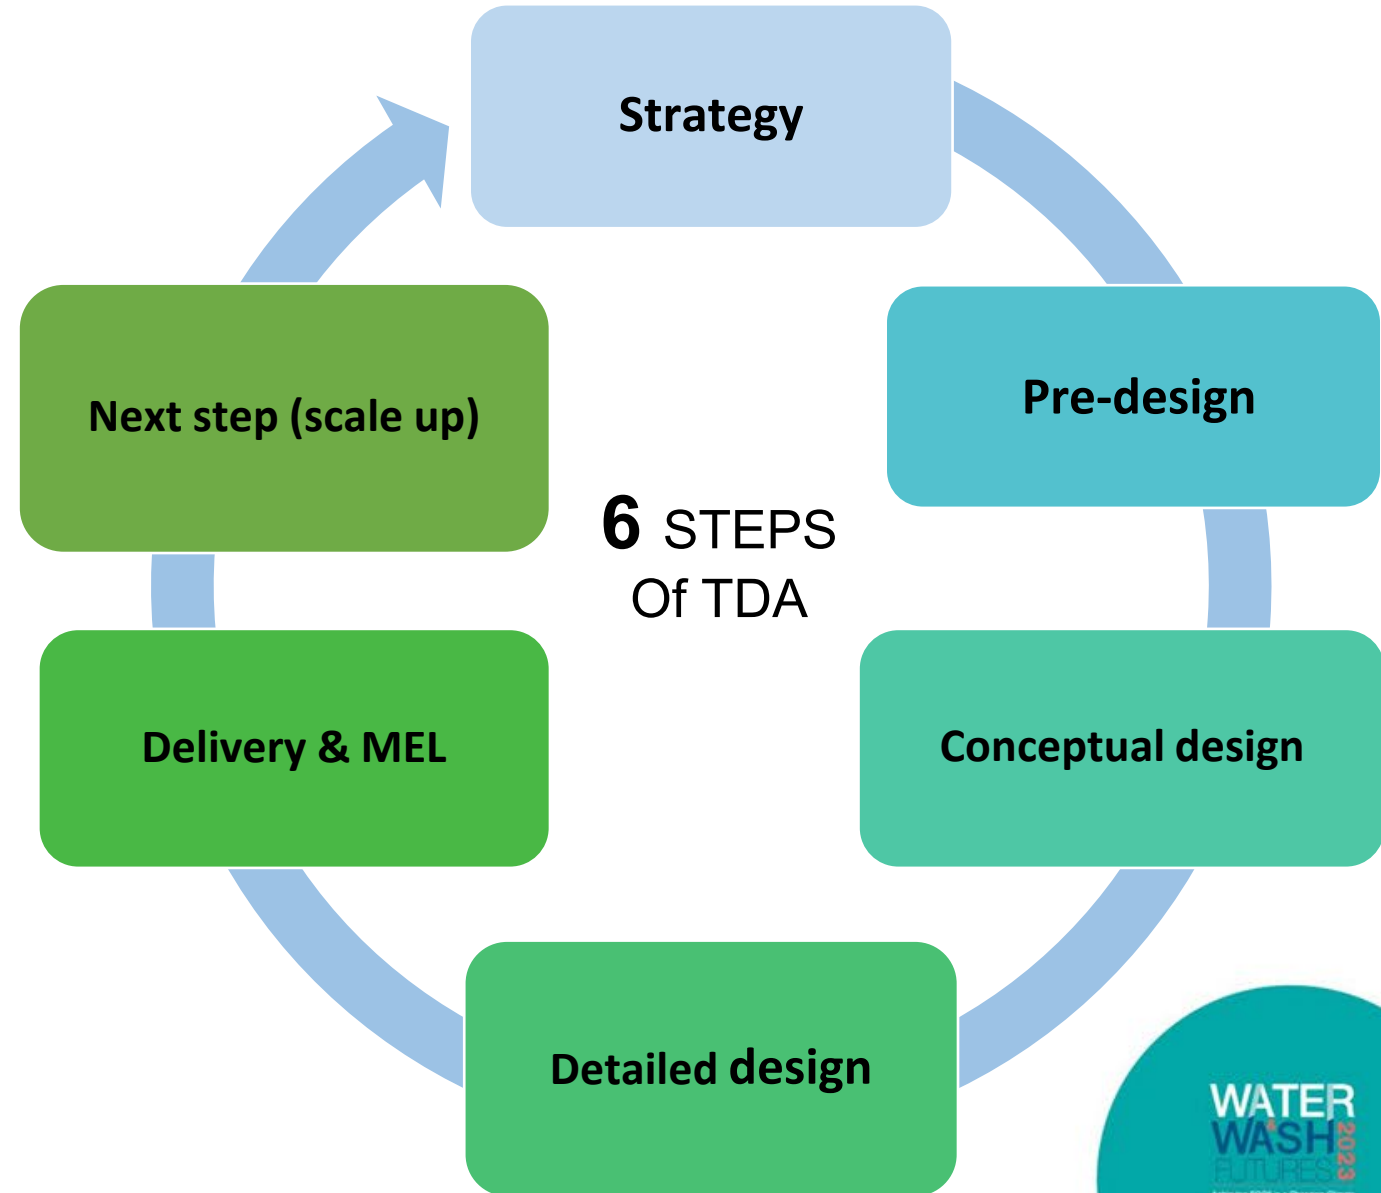 Strategy
Pre-design
Conceptual design
Detailed design
Delivery & MEL
Next step (scale up)
6 STEPS
Of TDA
WATER
& WASH 2023
FUTURES